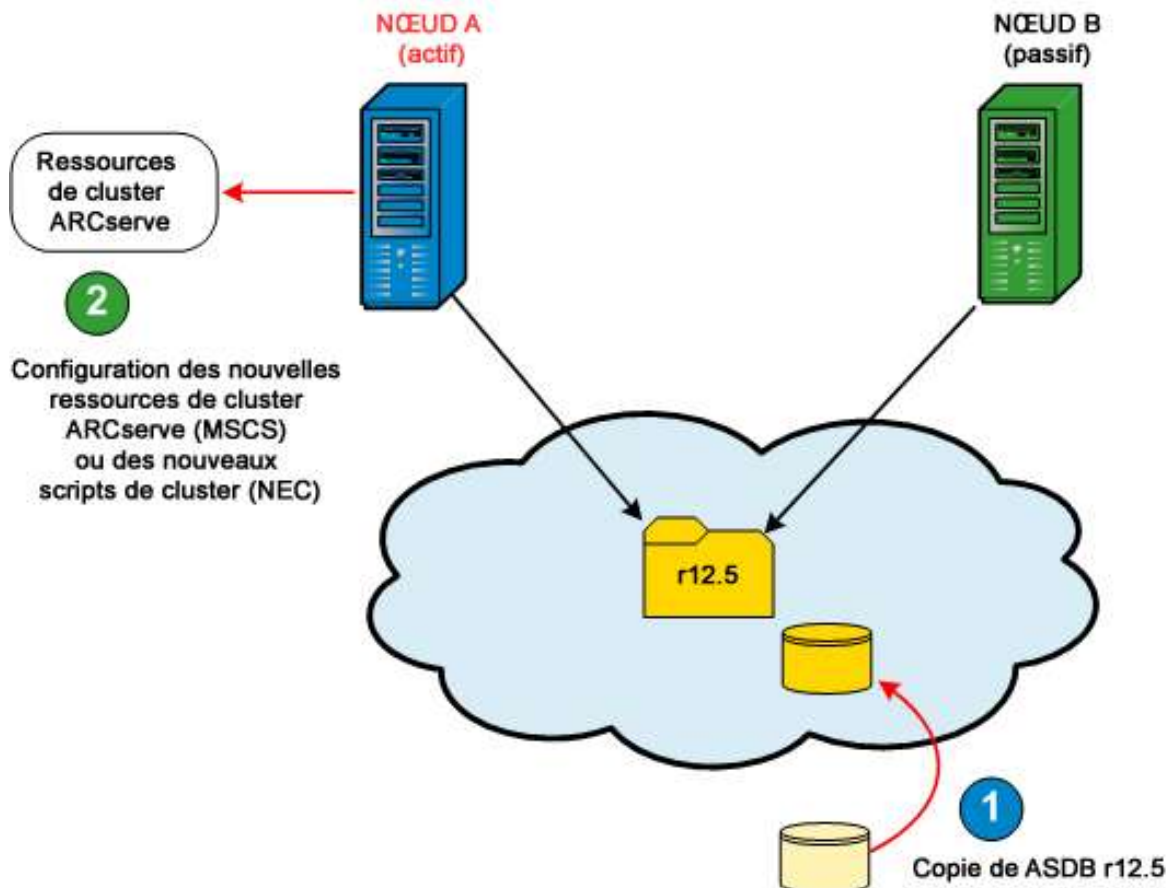 NŒUD A
(actif)
NŒUD B
(passif)
Ressources
de cluster
ARCserve
2
Configuration des nouvelles
ressources de cluster
ARCserve (MSCS)
ou des nouveaux
scripts de cluster (NEC)
r12.5
1
Copie de ASDB r12.5